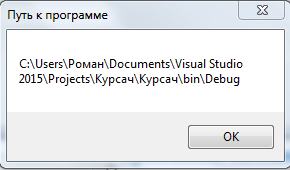 Путь к программе
C:\Users\Роман\Documents\Visual Studio
2015\Projects\Курсач\Курсач\bin\Debug
OK